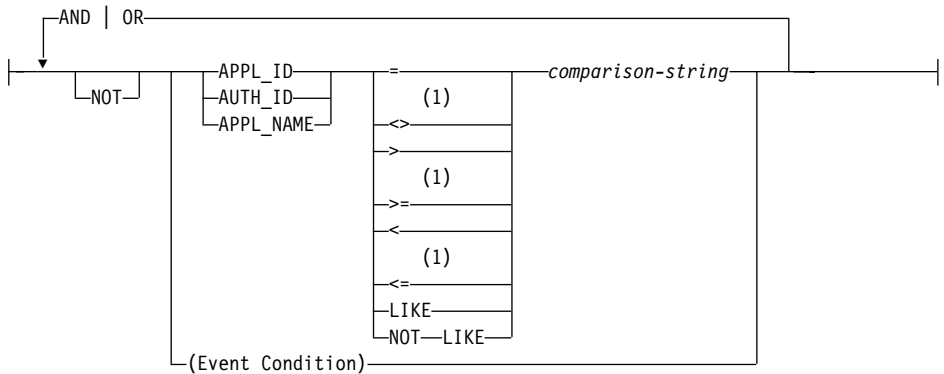 AND | OR
NOT
APPL_ID
AUTH_ID
APPL_NAME
=
(1)
<>
>
(1)
>=
<
(1)
<=
LIKE
NOT LIKE
comparison-string
(Event Condition)